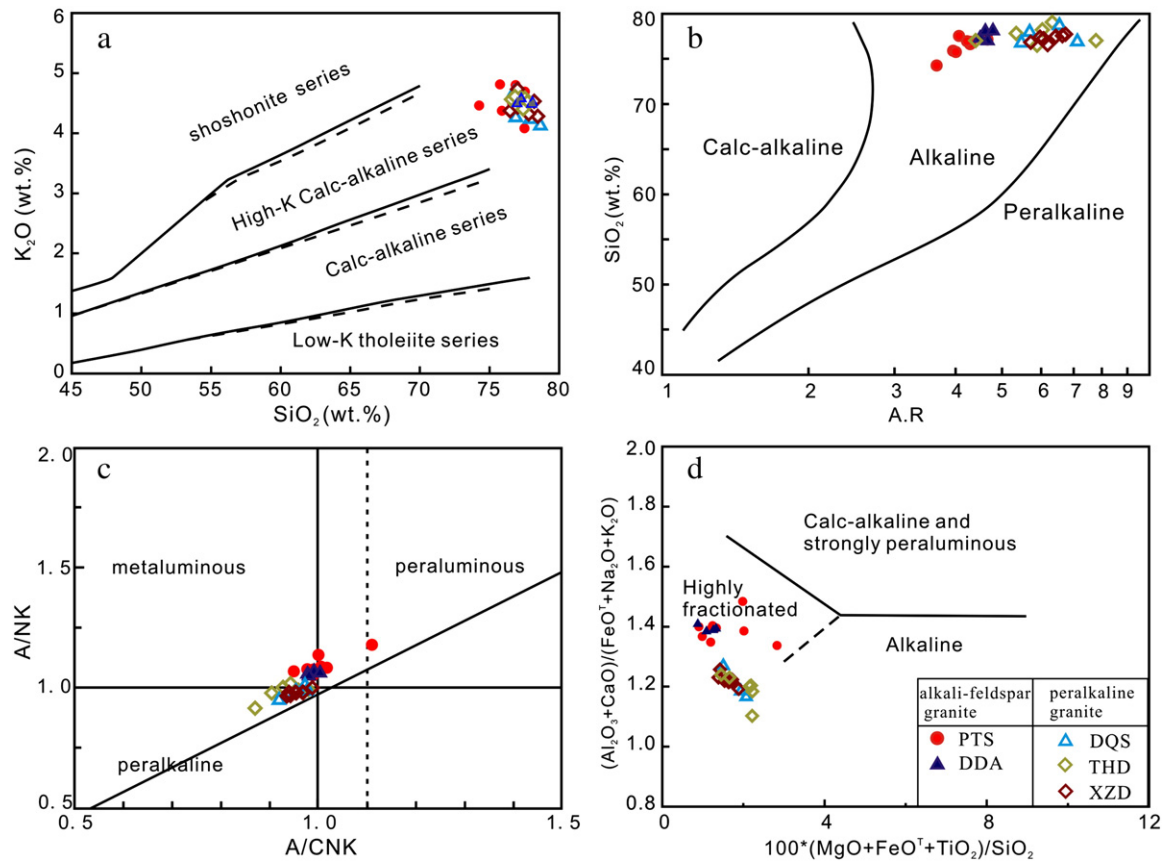 a
6
5
4
3
2
1
0
K₂O (wt.%)
shoshonite series
High-K Calc-alkaline series
Calc-alkaline series
Low-K tholeiite series
45 50 55 60 65 70 75 80
SiO₂(wt.%)
b
80
70
60
50
40
SiO₂(wt.%)
Calc-alkaline
Alkaline
Peralkaline
1 2 3 4 5 6 7 8 9
A.R
c
2.0
1.5
1.0
0.5
A/NK
metaluminous
peraluminous
peralkaline
0.5 1.0 1.5
A/CNK
d
2.0
1.8
1.6
1.4
1.2
1.0
0.8
(Al₂O₃+CaO)/(FeOᵀ+Na₂O+K₂O)
Calc-alkaline and
strongly peraluminous
Highly
fractionated
Alkaline
alkali-feldspar
granite
PTS
DDA
peralkaline
granite
DQS
THD
XZD
0 4 8 12
100*(MgO+FeOᵀ+TiO₂)/SiO₂